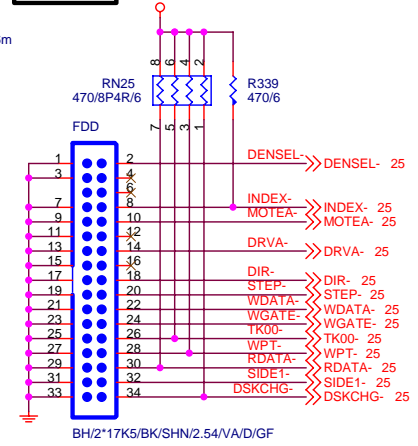 m
8 6 4 2
RN25
470/8P4R/6
R339
470/6
7 5 3 1
FDD
1 2 DENSEL- DENSEL- 25
3 4
6
7 8 INDEX- INDEX- 25
9 10 MOTEA- MOTEA- 25
11 12
13 14 DRVA- DRVA- 25
15 16
17 18 DIR- DIR- 25
19 20 STEP- STEP- 25
21 22 WDATA- WDATA- 25
23 24 WGATE- WGATE- 25
25 26 TK00- TK00- 25
27 28 WPT- WPT- 25
29 30 RDATA- RDATA- 25
31 32 SIDE1- SIDE1- 25
33 34 DSKCHG- DSKCHG- 25
BH/2*17K5/BK/SHN/2.54/VA/D/GF